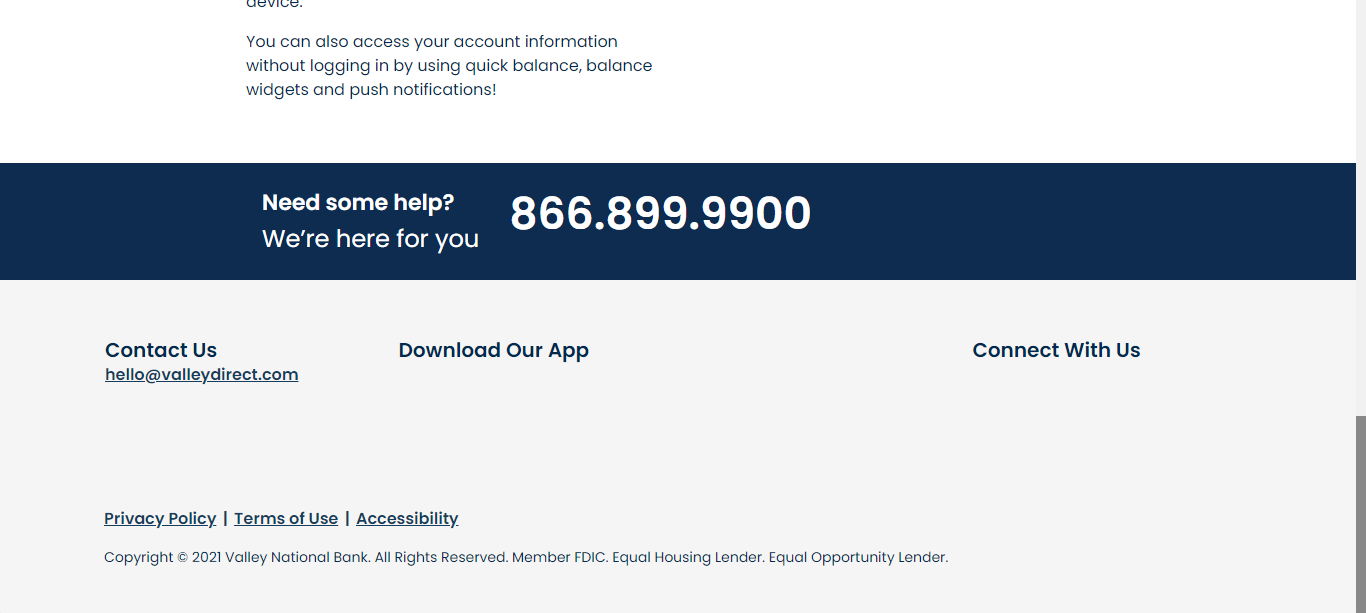 device.
You can also access your account information
without logging in by using quick balance, balance
widgets and push notifications!
Need some help?
We’re here for you
866.899.9900
Contact Us
hello@valleydirect.com
Download Our App
Connect With Us
Privacy Policy | Terms of Use | Accessibility
Copyright © 2021 Valley National Bank. All Rights Reserved. Member FDIC. Equal Housing Lender. Equal Opportunity Lender.